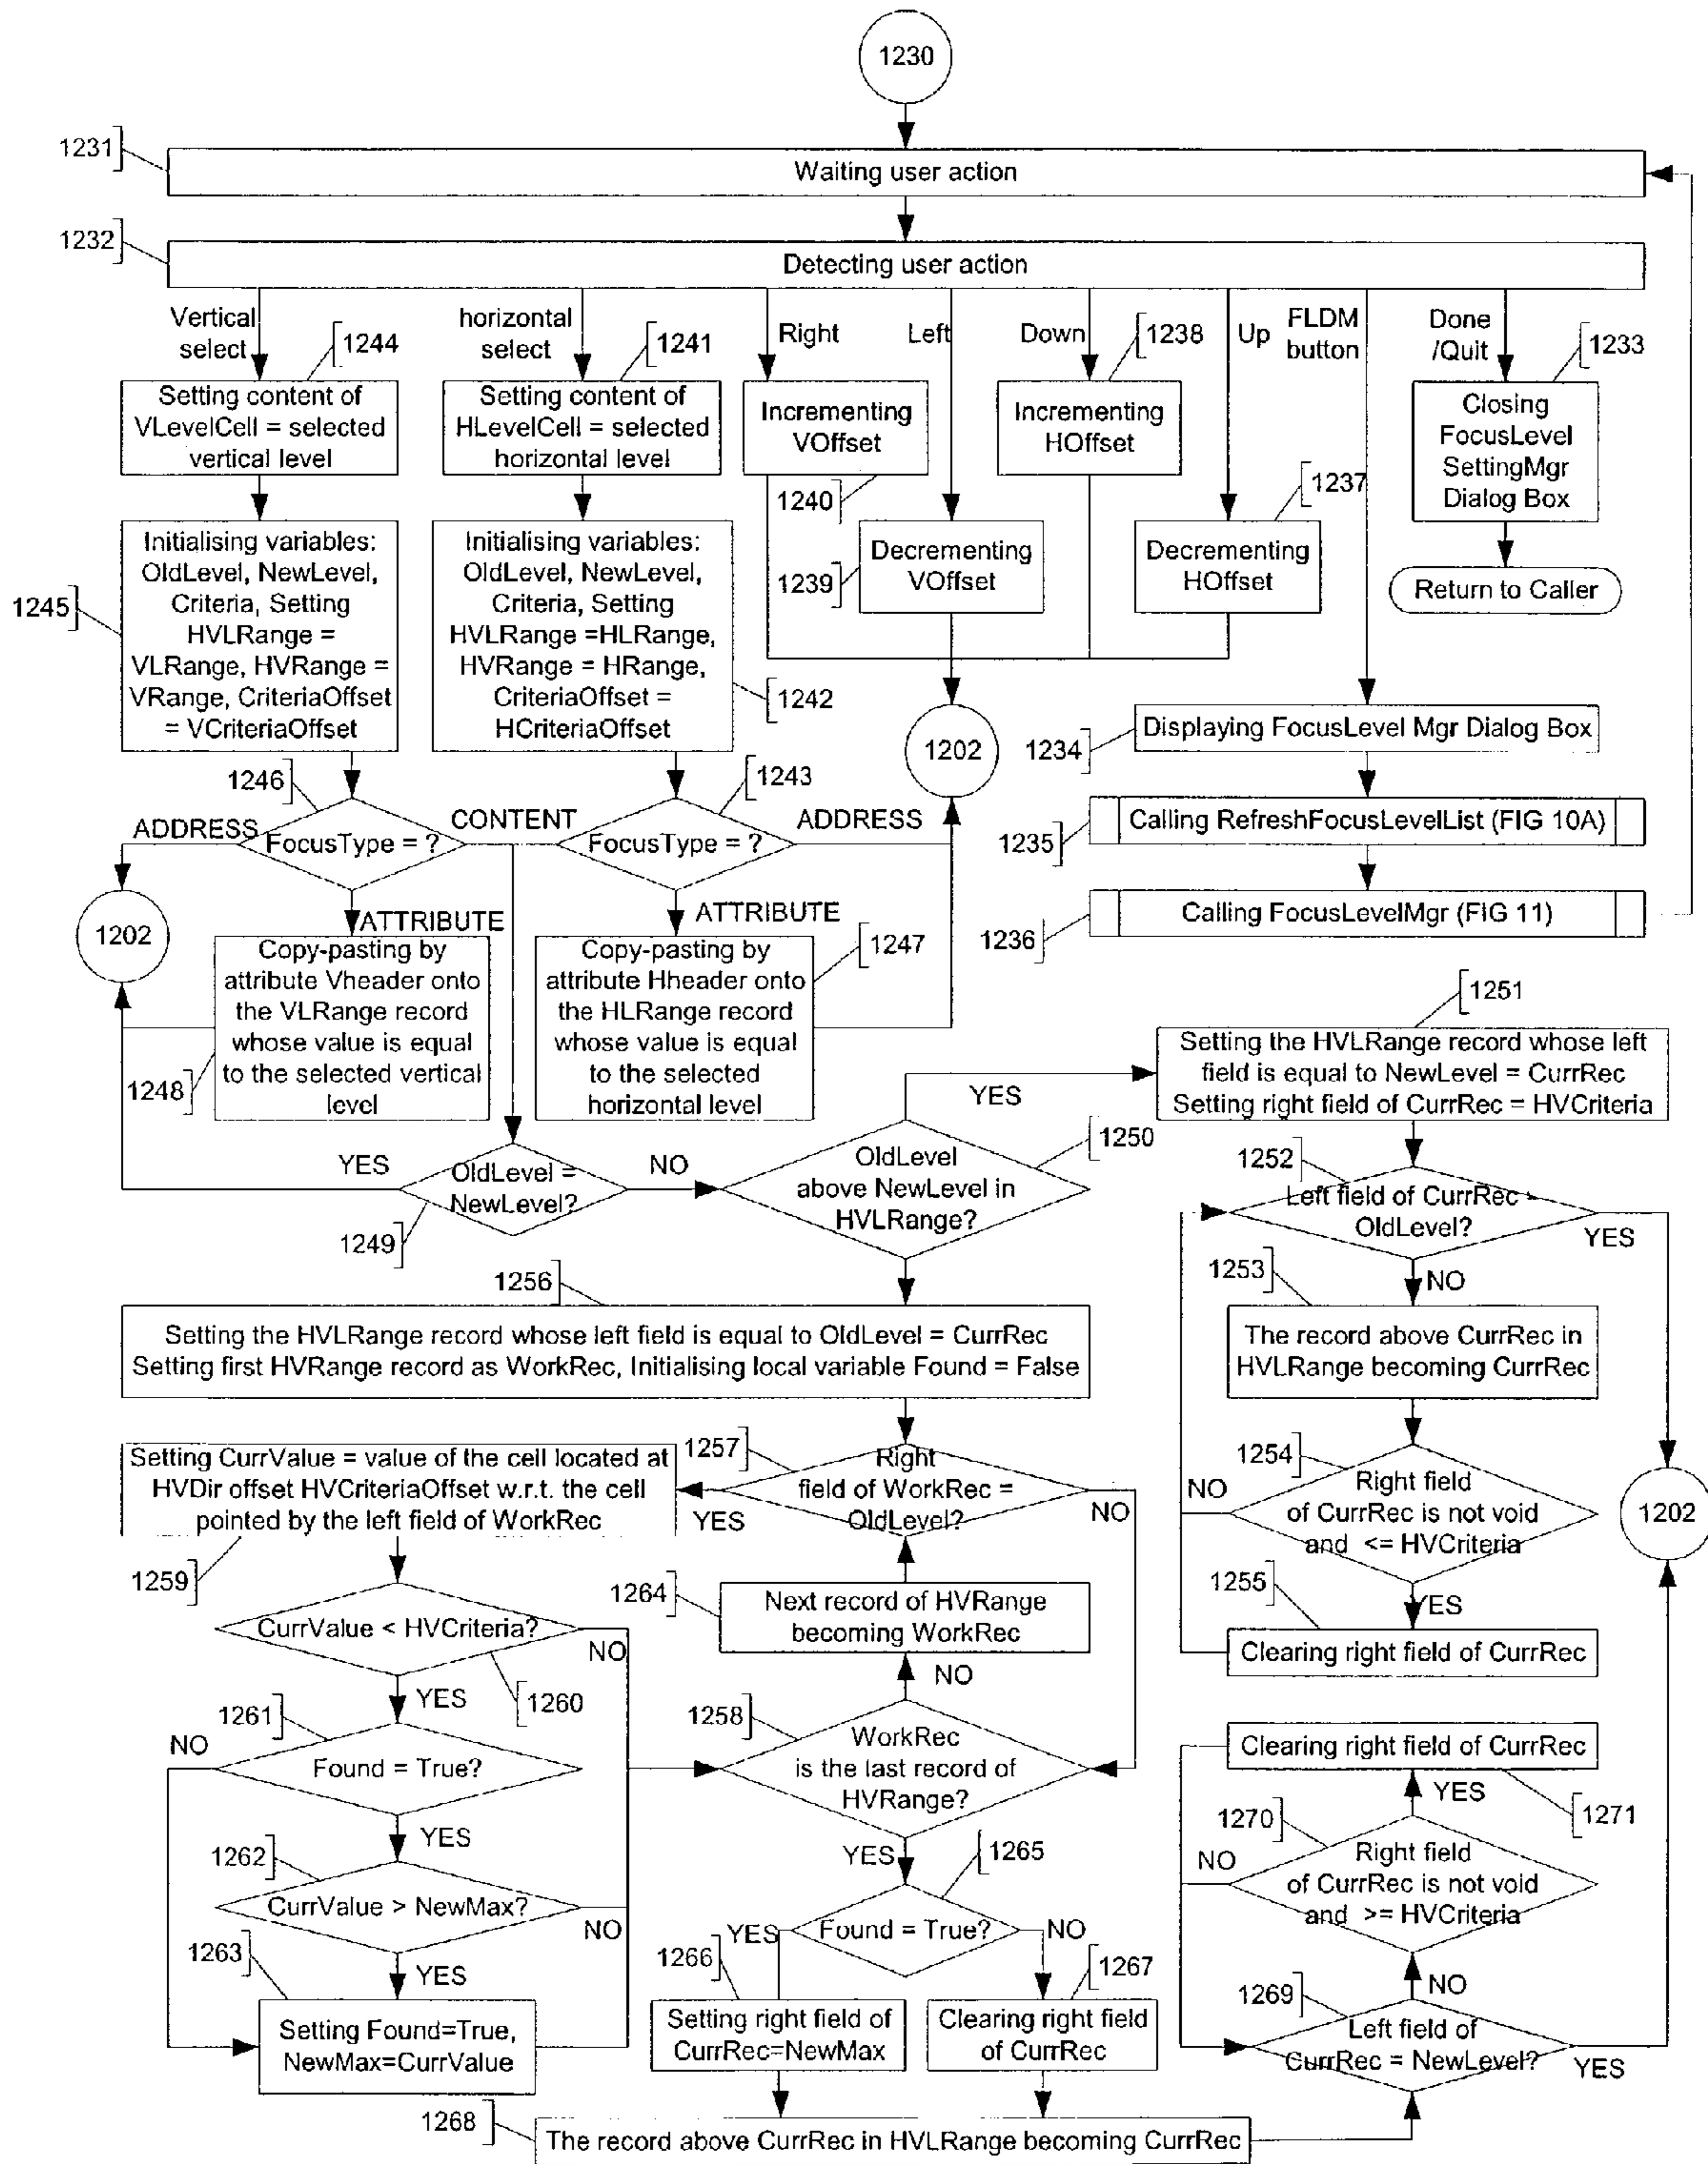 1230
1231
Waiting user action
1232
Detecting user action
Vertical
select
1244
horizontal
select
1241
Right
Left
Down
1238
Up
FLDM
button
Done
/Quit
1233
Setting content of
VLevelCell = selected
vertical level
Setting content of
HLevelCell = selected
horizontal level
Incrementing
VOffset
Incrementing
HOffset
Closing
FocusLevel
SettingMgr
Dialog Box
1240
1237
Initialising variables:
OldLevel, NewLevel,
Criteria, Setting
HVLRange =
VLRange, HVRange =
VRange, CriteriaOffset
= VCriteriaOffset
1245
Initialising variables:
OldLevel, NewLevel,
Criteria, Setting
HVLRange =HLRange,
HVRange = HRange,
CriteriaOffset =
HCriteriaOffset
1242
Decrementing
VOffset
1239
Decrementing
HOffset
Return to Caller
1202
1234
Displaying FocusLevel Mgr Dialog Box
1246
1243
ADDRESS
FocusType = ?
CONTENT
FocusType = ?
ADDRESS
1235
Calling RefreshFocusLevelList (FIG 10A)
1202
ATTRIBUTE
ATTRIBUTE
1236
Calling FocusLevelMgr (FIG 11)
Copy-pasting by
attribute Vheader onto
the VLRange record
whose value is equal
to the selected vertical
level
1248
Copy-pasting by
attribute Hheader onto
the HLRange record
whose value is equal
to the selected
horizontal level
1247
1251
Setting the HVLRange record whose left
field is equal to NewLevel = CurrRec
Setting right field of CurrRec = HVCriteria
YES
YES
OldLevel =
NewLevel?
1249
NO
OldLevel
above NewLevel in
HVLRange?
1250
1252
Left field of CurrRec =
OldLevel?
YES
1256
1253
NO
Setting the HVLRange record whose left field is equal to OldLevel = CurrRec
Setting first HVRange record as WorkRec, Initialising local variable Found = False
The record above CurrRec in
HVLRange becoming CurrRec
Setting CurrValue = value of the cell located at
HVDir offset HVCriteriaOffset w.r.t. the cell
pointed by the left field of WorkRec
1257
Right
field of WorkRec =
OldLevel?
YES
NO
1254
Right field
of CurrRec is not void
and <= HVCriteria
NO
1202
1259
1264
Next record of HVRange
becoming WorkRec
1255
YES
Clearing right field of CurrRec
CurrValue < HVCriteria?
NO
YES
1260
NO
1261
NO
Found = True?
1258
WorkRec
is the last record of
HVRange?
Clearing right field of CurrRec
YES
1271
YES
1262
CurrValue > NewMax?
NO
YES
1265
1270
Right field
of CurrRec is not void
and >= HVCriteria
NO
1263
YES
YES
Found = True?
NO
1266
1267
1269
NO
Setting Found=True,
NewMax=CurrValue
Setting right field of
CurrRec=NewMax
Clearing right field
of CurrRec
Left field of
CurrRec = NewLevel?
YES
1268
The record above CurrRec in HVLRange becoming CurrRec